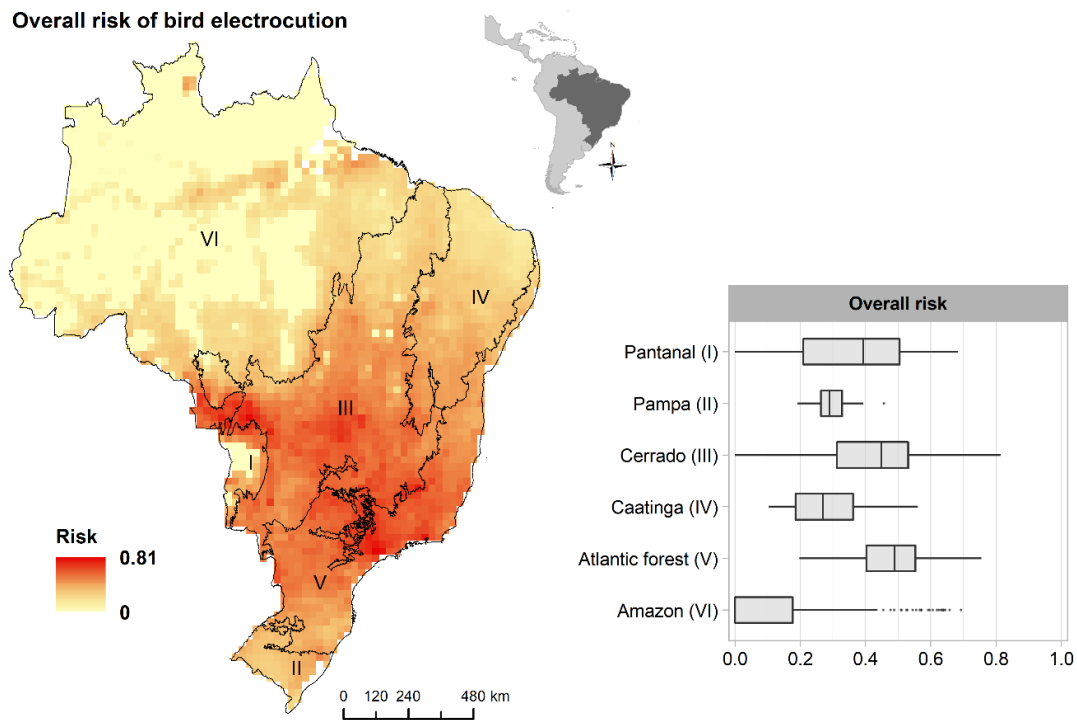 Overall risk of bird electrocution
N
VI
IV
III
I
V
II
Risk
0.81
0
0 120 240 480 km
Overall risk
Pantanal (I)
Pampa (II)
Cerrado (III)
Caatinga (IV)
Atlantic forest (V)
Amazon (VI)
0.0 0.2 0.4 0.6 0.8 1.0